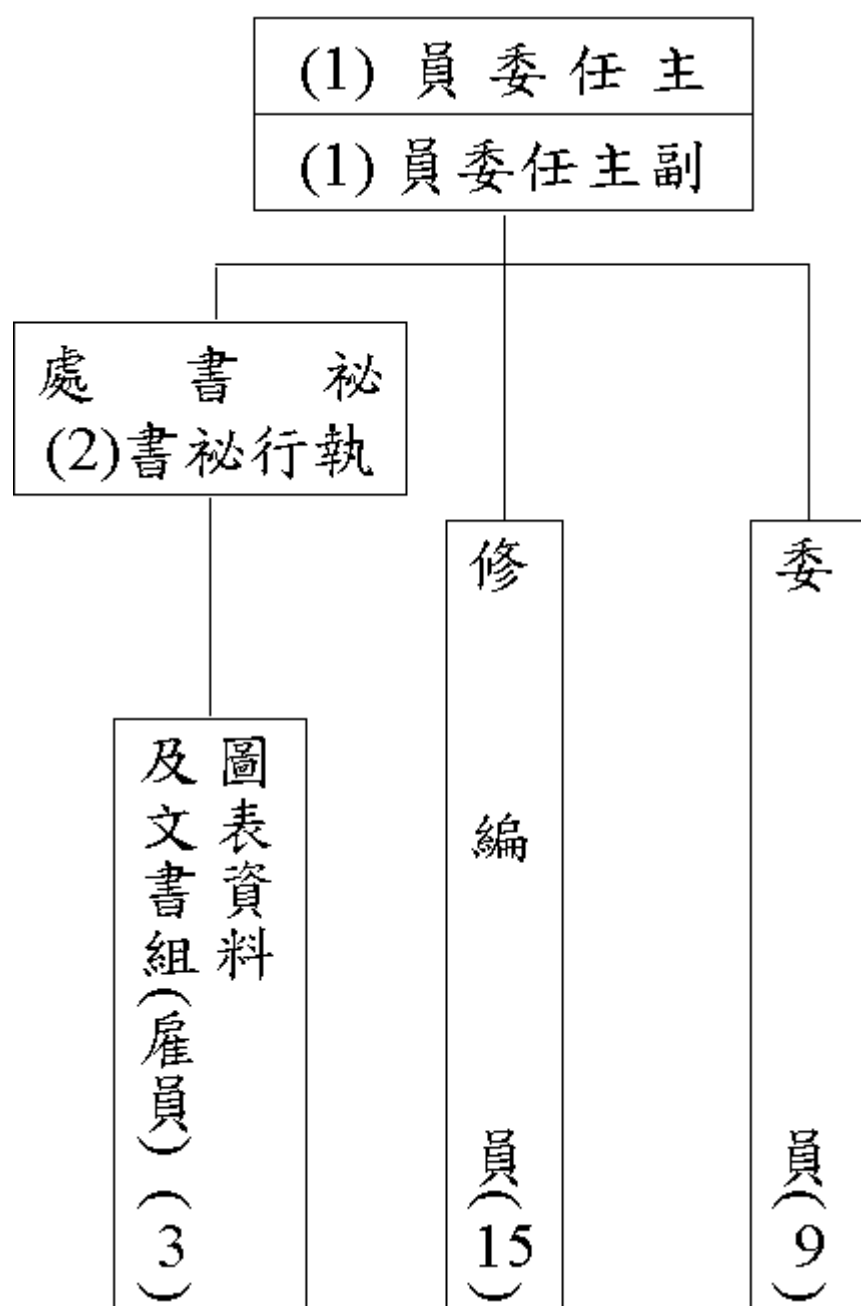 主任委員(1)
副主任委員(1)
祕書處
執行祕書(2)
委員(9)
修編員(15)
圖表資料
及文書組(雇員)(3)